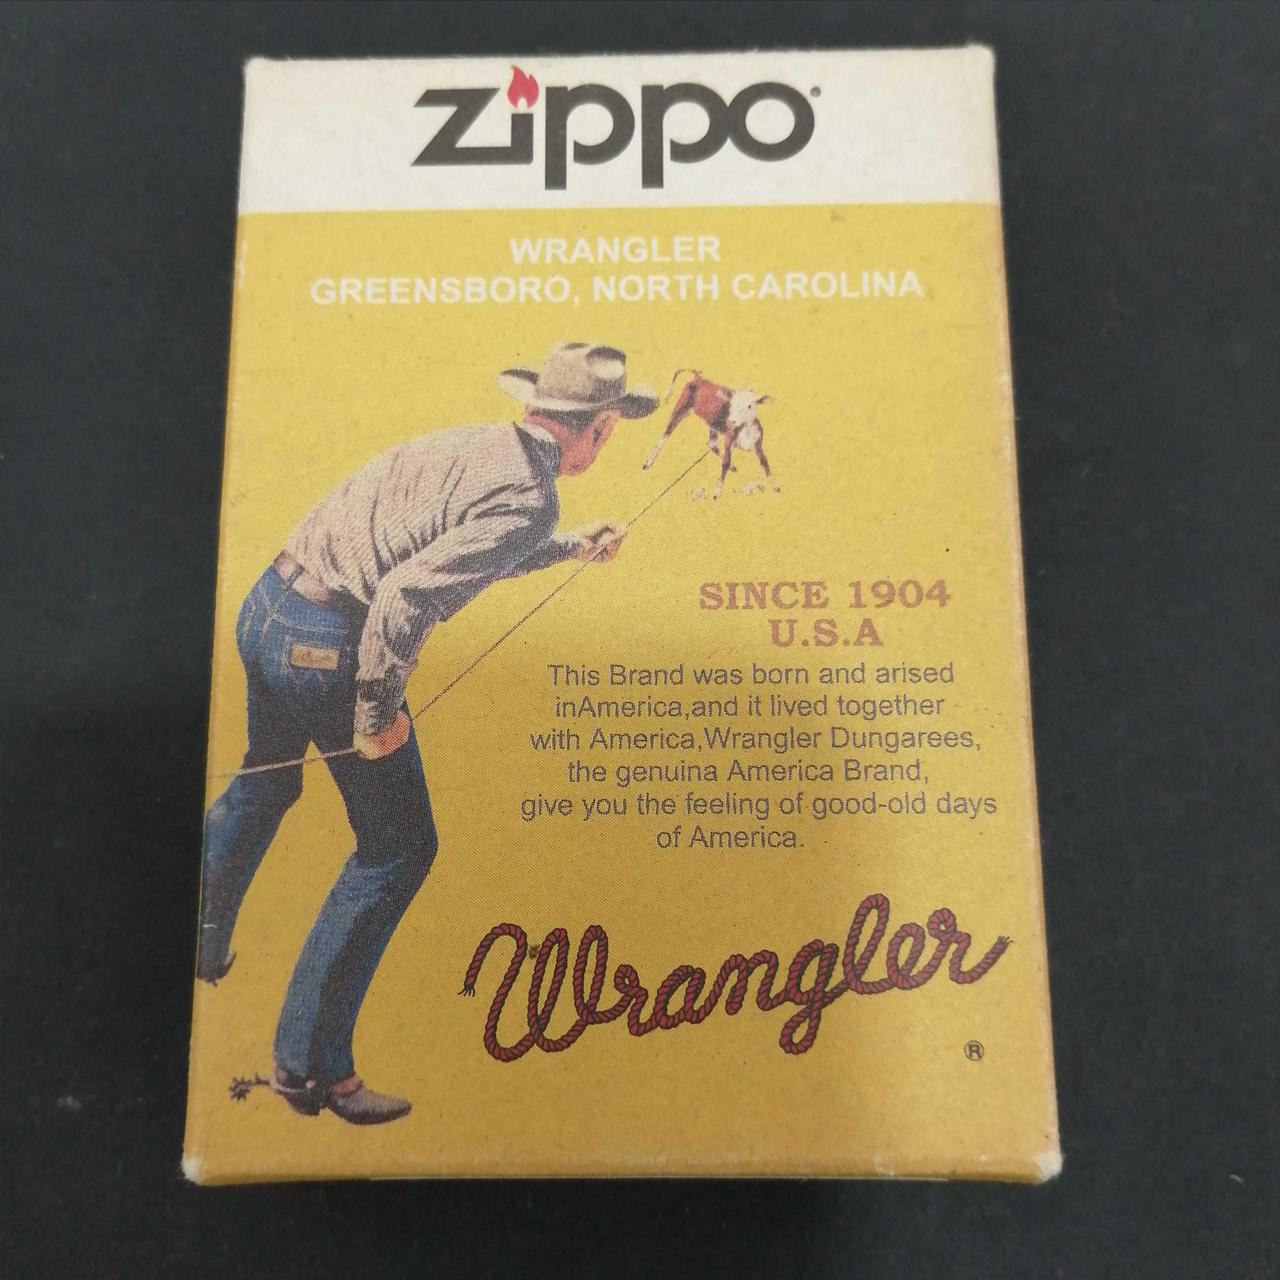 zippo
WRANGLER
GREENSBORO, NORTH CAROLINA
SINCE 1904
U.S.A
This Brand was born and arised
inAmerica,and it lived together
with America,Wrangler Dungarees,
the genuina America Brand,
give you the feeling of good-old days
of America.
Wrangler
®